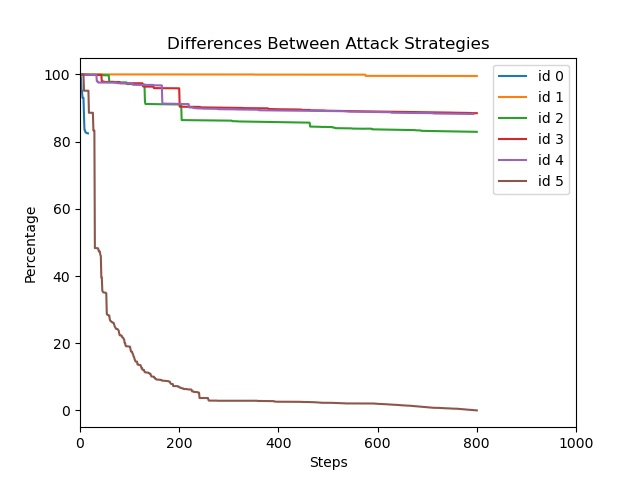 Differences Between Attack Strategies
100
80
60
40
20
0
Percentage
0 200 400 600 800 1000
Steps
id 0
id 1
id 2
id 3
id 4
id 5